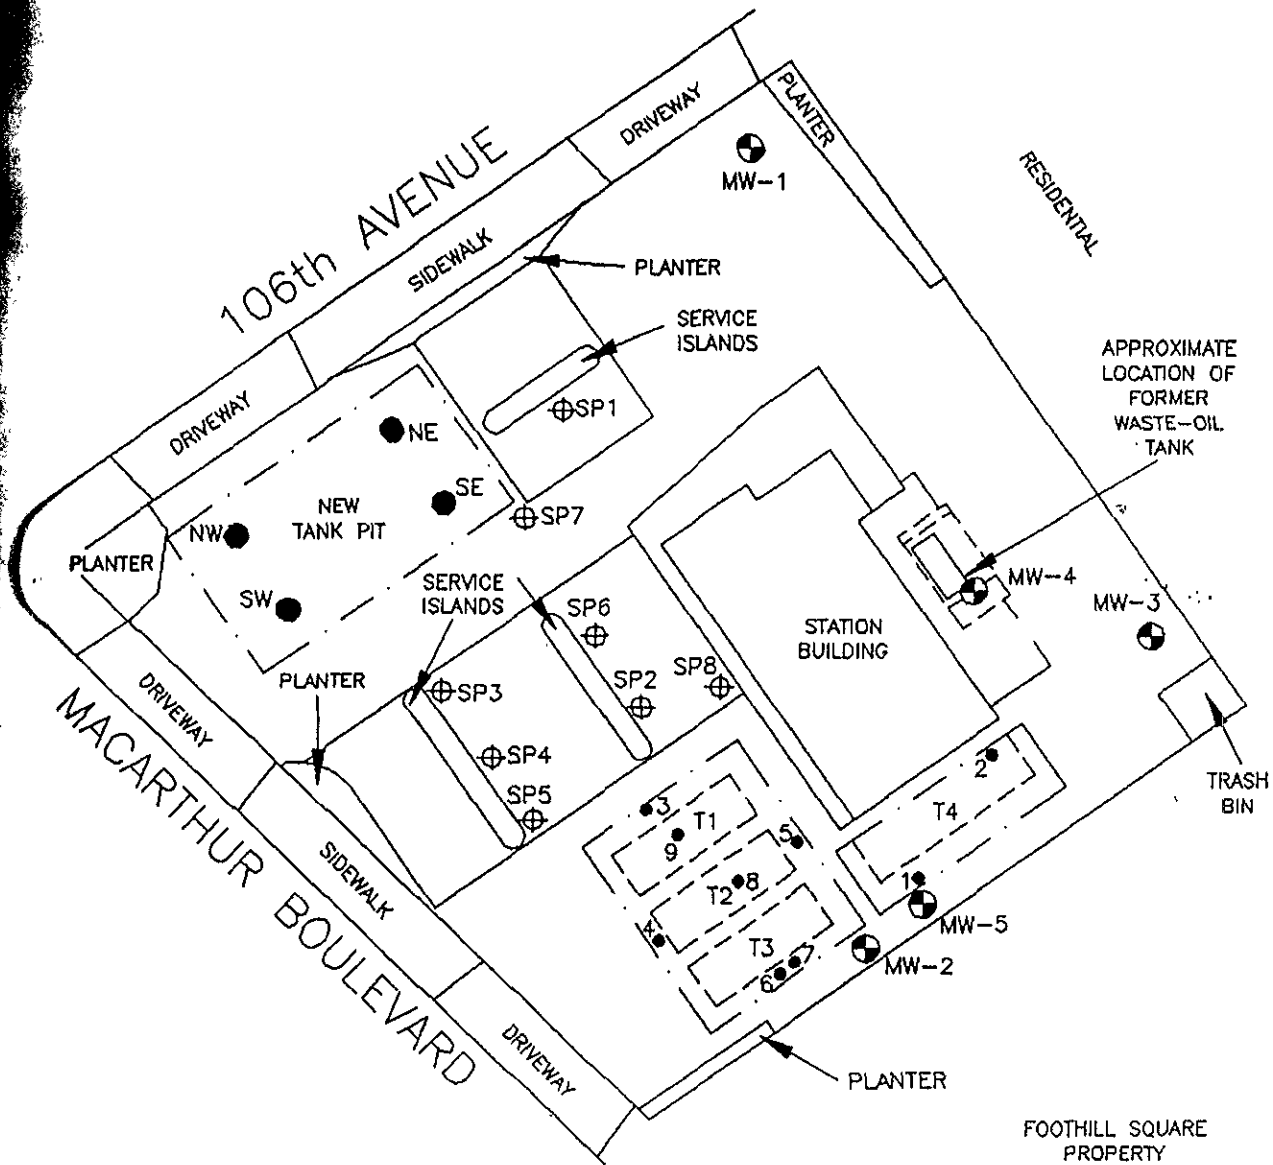 DRIVEWAY
PLANTER
106th AVENUE
MW-1
RESIDENTIAL
SIDEWALK
PLANTER
SERVICE
ISLANDS
APPROXIMATE
LOCATION OF
FORMER
WASTE-OIL
TANK
DRIVEWAY
SP1
NE
SE
NEW
TANK PIT
SP7
NW
PLANTER
SERVICE
ISLANDS
MW-4
SW
SP6
MW-3
STATION
BUILDING
PLANTER
SP3
SP2
SP8
DRIVEWAY
MACARTHUR BOULEVARD
SP4
SP5
2
TRASH
BIN
3
T1
9
5
T4
SIDEWALK
T2
8
1
4
T3
MW-5
7
6
MW-2
DRIVEWAY
PLANTER
FOOTHILL SQUARE
PROPERTY